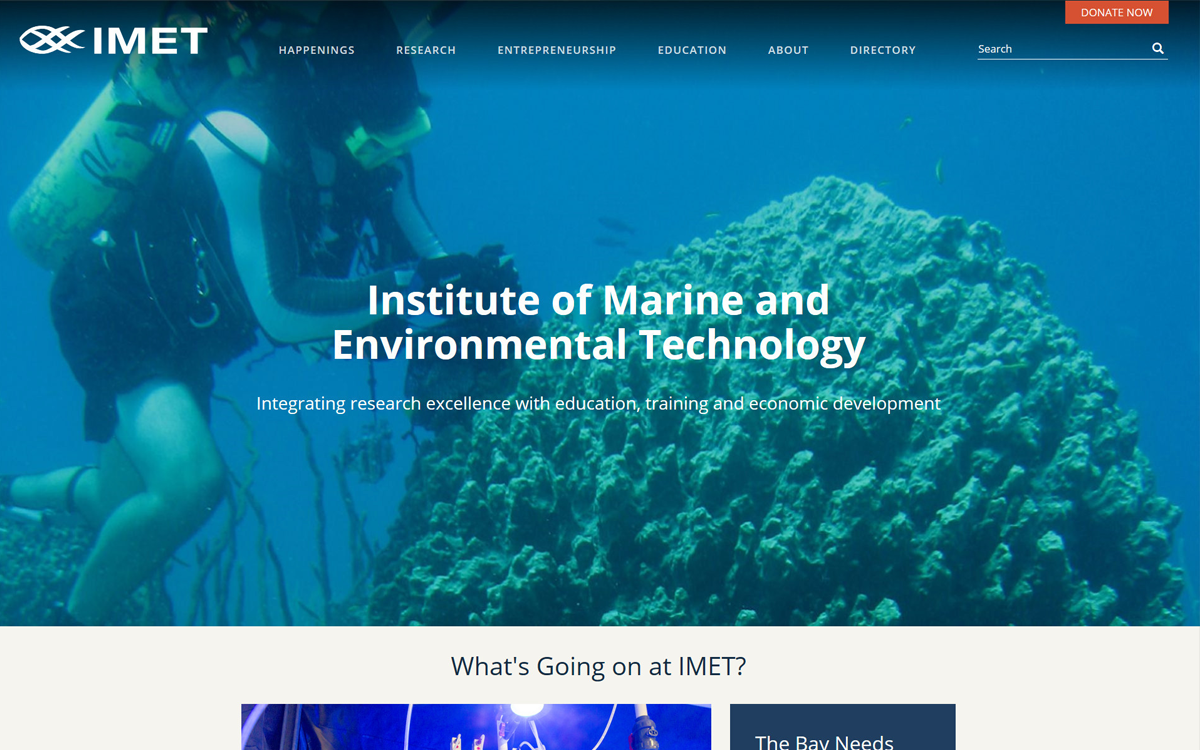 DONATE NOW
IMET
HAPPENINGS
RESEARCH
ENTREPRENEURSHIP
EDUCATION
ABOUT
DIRECTORY
Search
Institute of Marine and
Environmental Technology
Integrating research excellence with education, training and economic development
What's Going on at IMET?
The Bay Needs